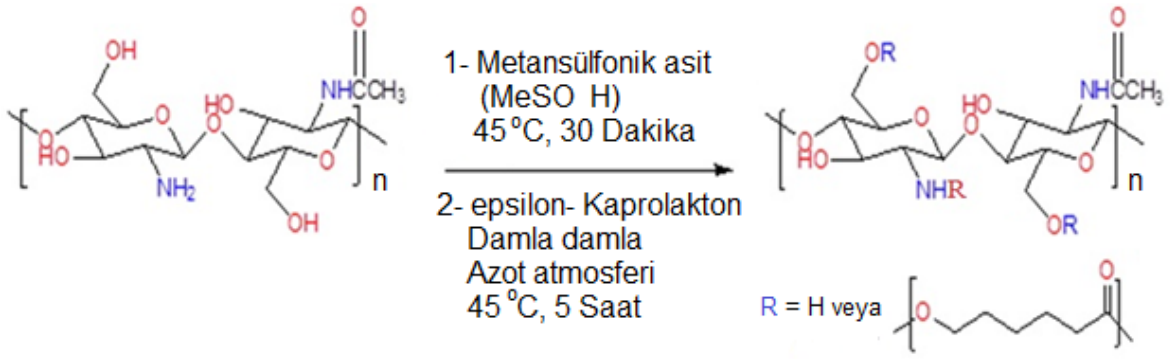 OH
O
NHCCH3
HO
O
O
O
HO
NH2
O
OH
n
1- Metansülfonik asit
(MeSO H)
45 °C, 30 Dakika
2- epsilon- Kaprolakton
Damla damla
Azot atmosferi
45 °C, 5 Saat
OR
O
NHCCH3
HO
O
O
O
HO
NHR
O
OR
n
R = H veya
O
O